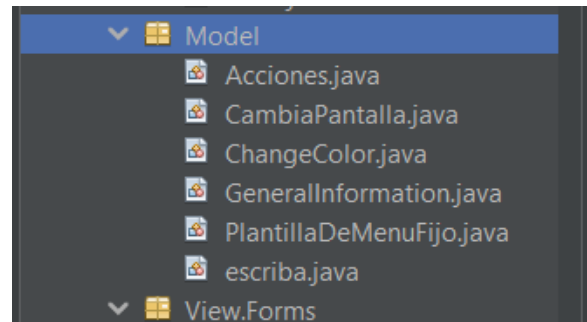 Model
Acciones.java
CambiaPantalla.java
ChangeColor.java
GeneralInformation.java
PlantillaDeMenuFijo.java
escriba.java
View.Forms